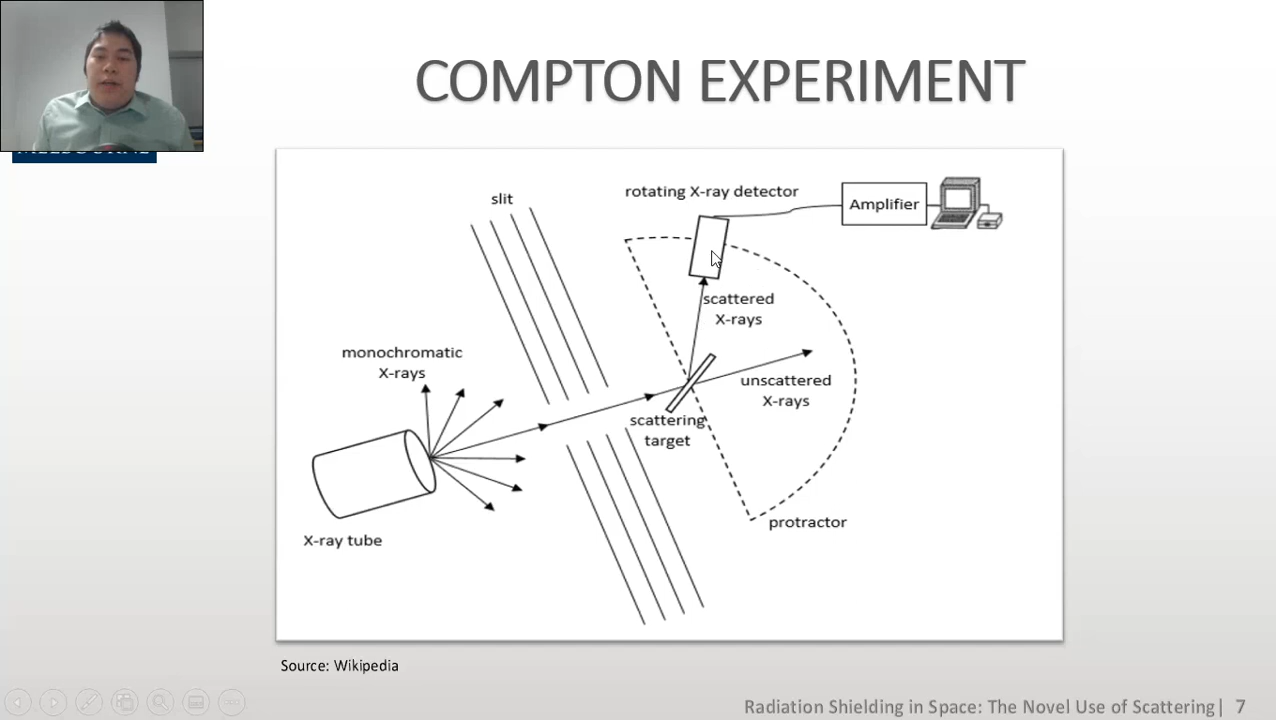 COMPTON EXPERIMENT
slit
rotating X-ray detector
Amplifier
scattered
X-rays
monochromatic
X-rays
unscattered
X-rays
scattering
target
protractor
X-ray tube
Source: Wikipedia
Radiation Shielding in Space: The Novel Use of Scattering| 7